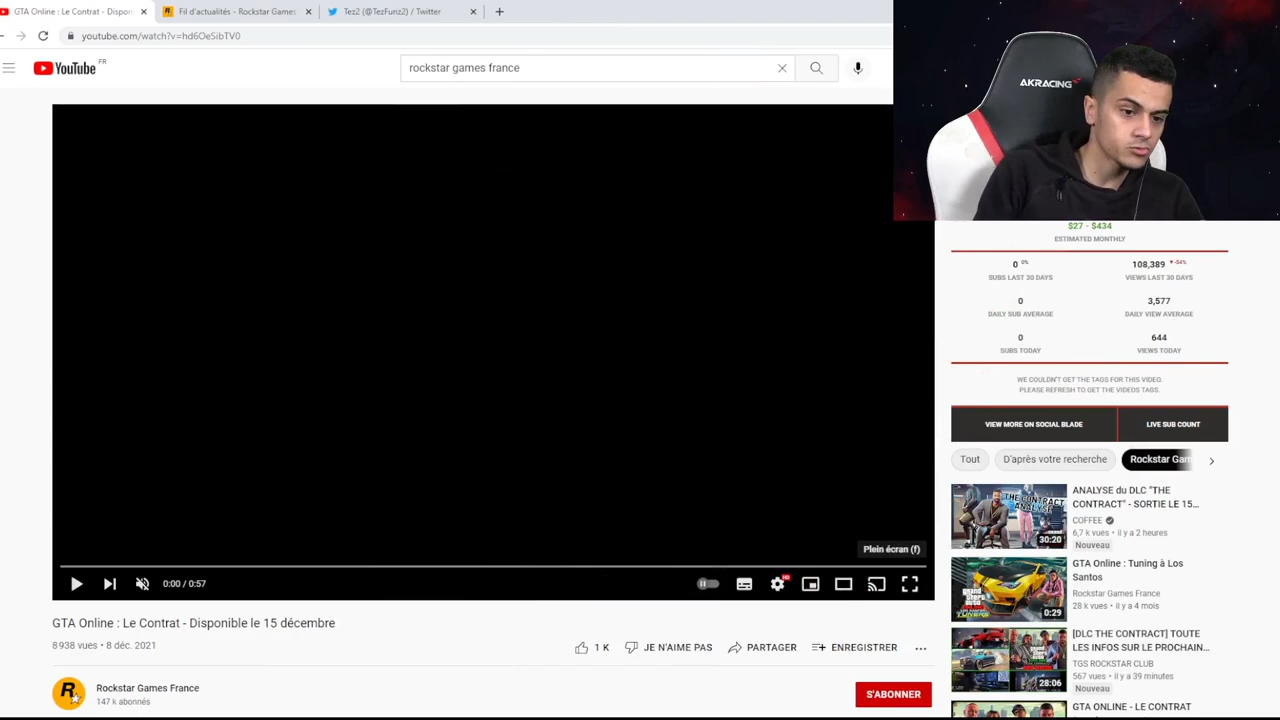 GTA Online : Le Contrat - Dispon
Fil d'actualités - Rockstar Games
Tez2 (@TezFunz2) / Twitter
youtube.com/watch?v=hd6OeSibTV0
YouTube FR
rockstar games france
AKRACING
$27 - $434
ESTIMATED MONTHLY
0 0%
SUBS LAST 30 DAYS
108,389 ▼-54%
VIEWS LAST 30 DAYS
0
DAILY SUB AVERAGE
3,577
DAILY VIEW AVERAGE
0
SUBS TODAY
644
VIEWS TODAY
WE COULDN'T GET THE TAGS FOR THIS VIDEO.
PLEASE REFRESH TO GET THE VIDEOS TAGS.
VIEW MORE ON SOCIAL BLADE
LIVE SUB COUNT
Tout
D'après votre recherche
Rockstar Gam
THE CONTRACT
ANALYSE
30:20
ANALYSE du DLC "THE
CONTRACT" - SORTIE LE 15...
COFFEE
6,7 k vues • il y a 2 heures
Nouveau
0:29
GTA Online : Tuning à Los
Santos
Rockstar Games France
28 k vues • il y a 4 mois
28:06
[DLC THE CONTRACT] TOUTE
LES INFOS SUR LE PROCHAIN...
TGS ROCKSTAR CLUB
567 vues • il y a 39 minutes
Nouveau
GTA ONLINE - LE CONTRAT
Plein écran (f)
0:00 / 0:57
HD
GTA Online : Le Contrat - Disponible le 15 décembre
8 938 vues • 8 déc. 2021
1 K
JE N'AIME PAS
PARTAGER
ENREGISTRER
Rockstar Games France
147 k abonnés
S'ABONNER